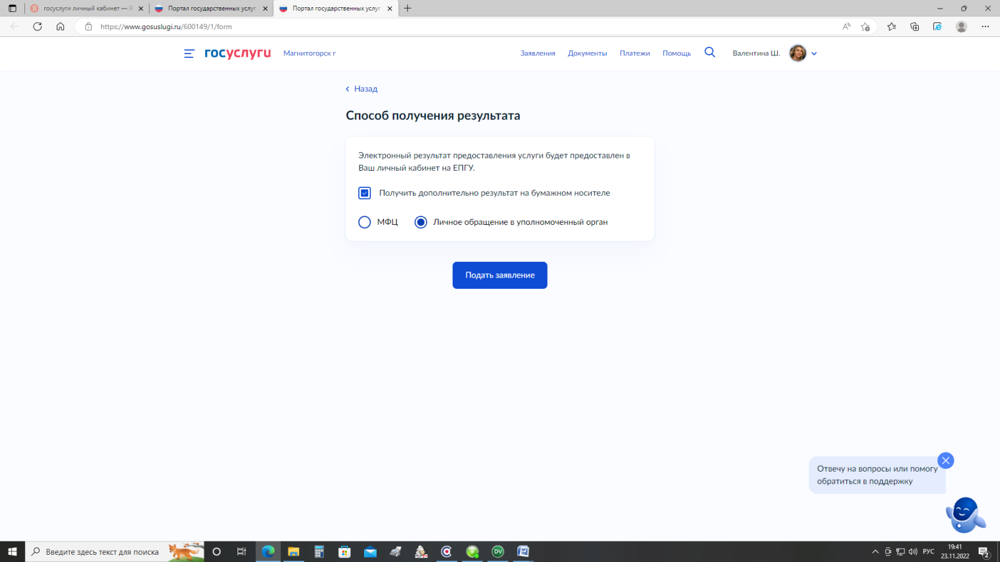 госуслуги личный кабинет — Я
Портал государственных услуг
Портал государственных услуг
https://www.gosuslugi.ru/600149/1/form
госуслуги
Магнитогорск г
Заявления
Документы
Платежи
Помощь
Валентина Ш.
Назад
Способ получения результата
Электронный результат предоставления услуги будет предоставлен в
Ваш личный кабинет на ЕПГУ.
Получить дополнительно результат на бумажном носителе
МФЦ
Личное обращение в уполномоченный орган
Подать заявление
Отвечу на вопросы или помогу
обратиться в поддержку
Введите здесь текст для поиска
DV
РУС
19:41
23.11.2022
2